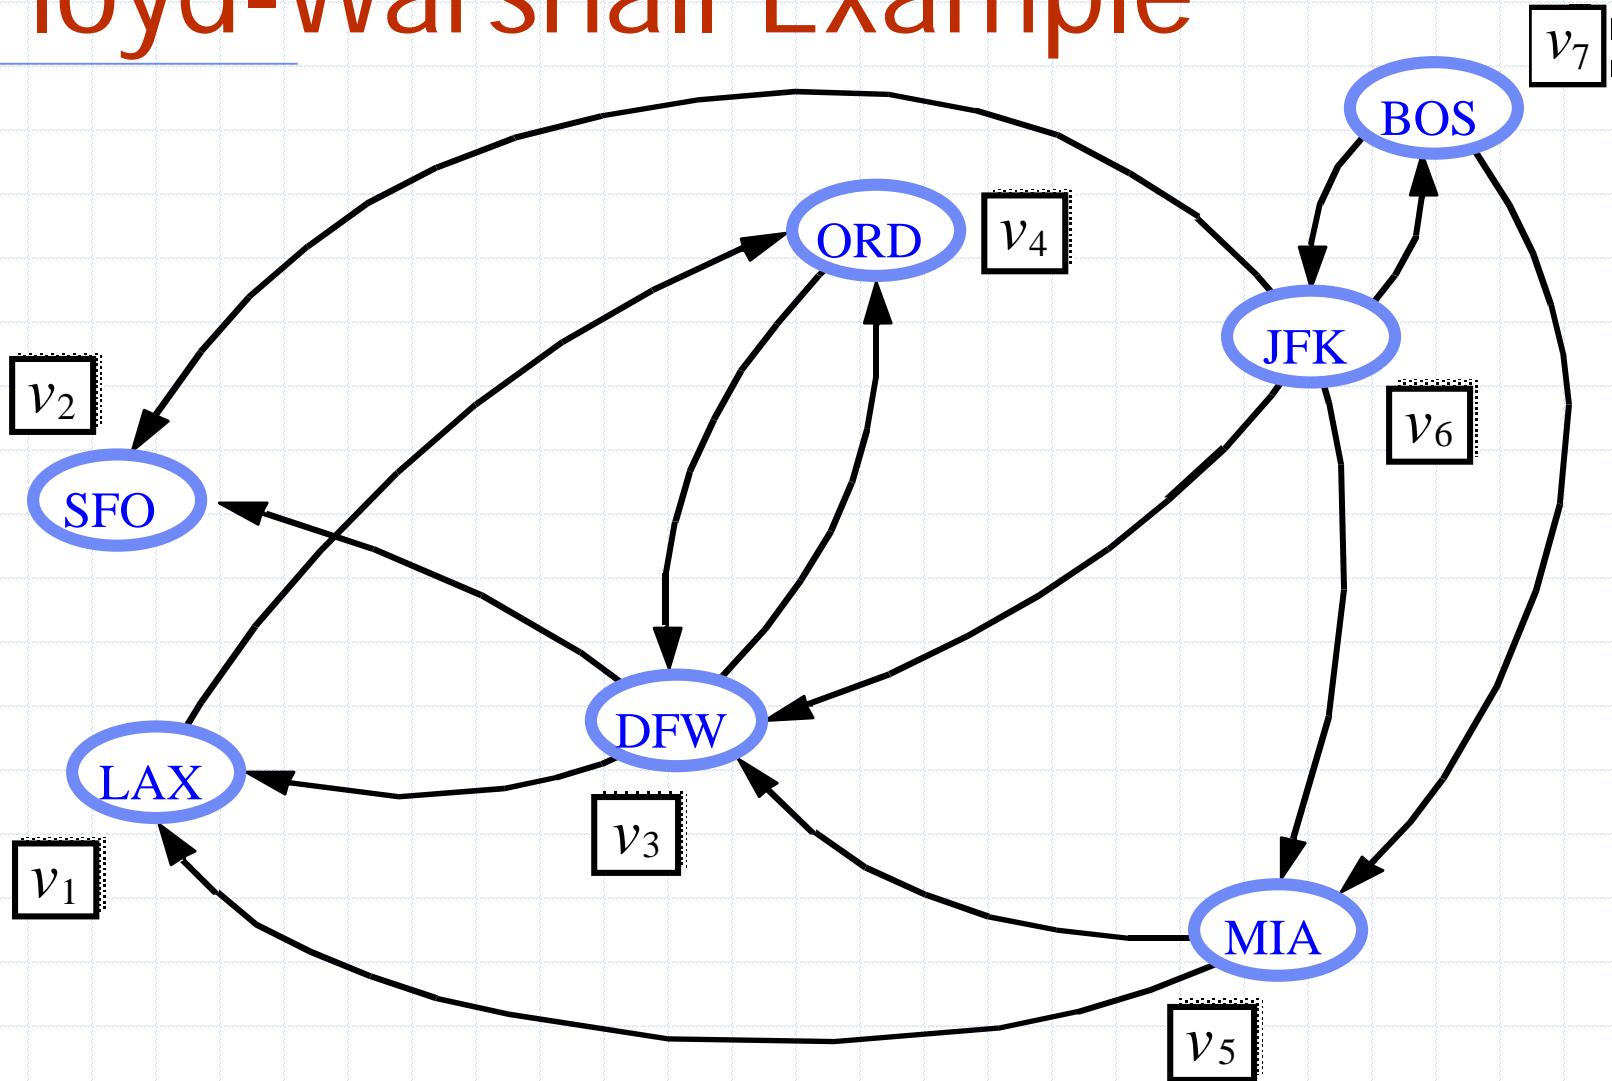 loyd-Warshall Example
v7
BOS
ORD
v4
JFK
v2
v6
SFO
DFW
LAX
v3
v1
MIA
v5